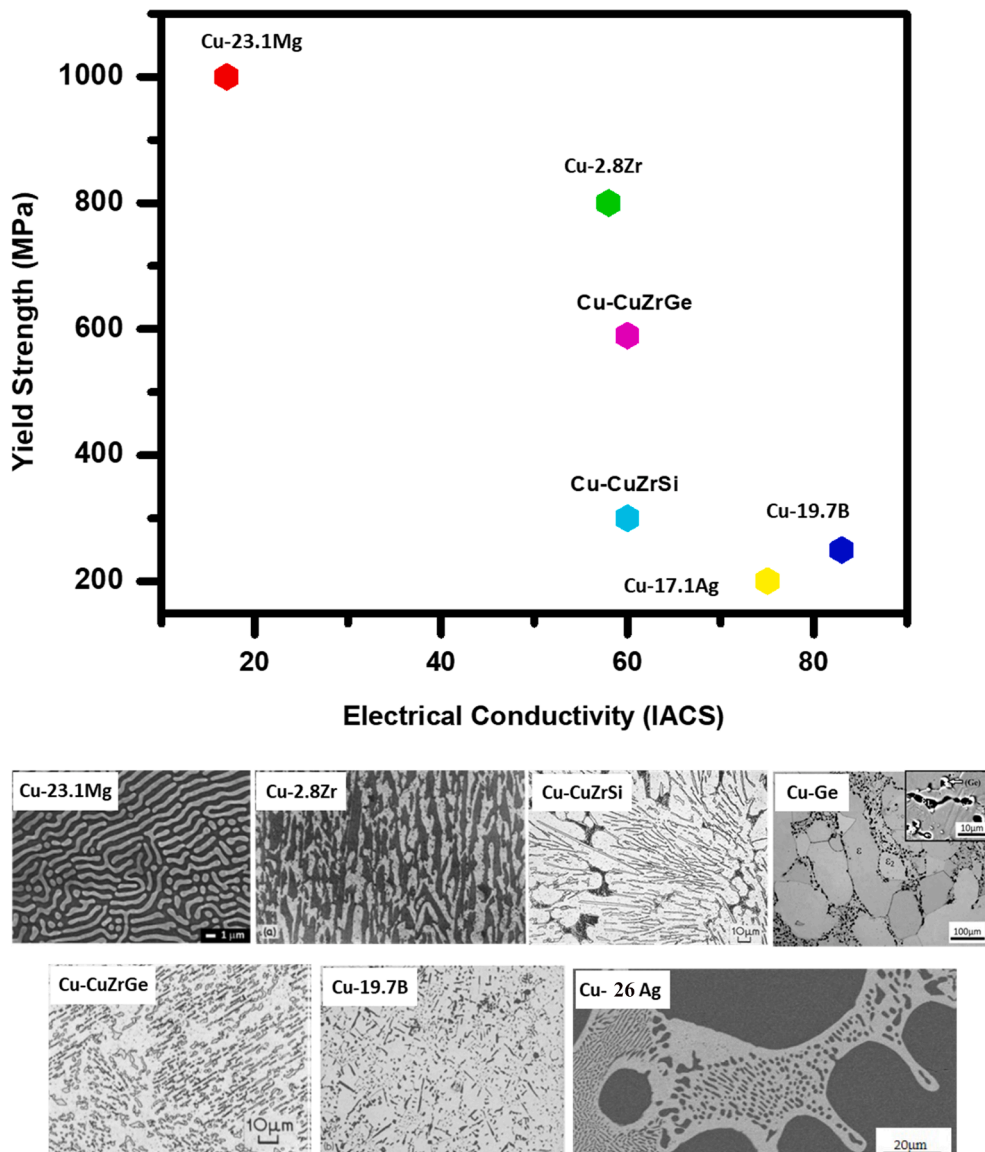 Cu-23.1Mg
1000
Cu-2.8Zr
800
Cu-CuZrGe
600
Cu-CuZrSi
400
Cu-19.7B
Cu-17.1Ag
200
Yield Strength (MPa)
20 40 60 80
Electrical Conductivity (IACS)
Cu-23.1Mg
1 μm
Cu-2.8Zr
(a)
Cu-CuZrSi
10μm
Cu-Ge
(Ge)
10μm
ε
ε₁
100μm
Cu-CuZrGe
10μm
Cu-19.7B
(b)
Cu- 26 Ag
20μm